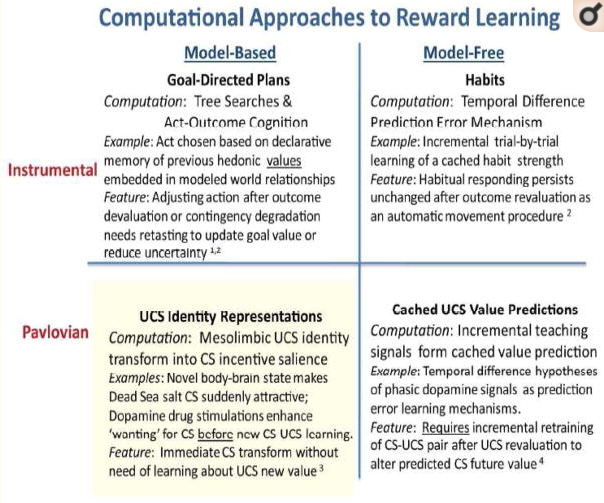 Computational Approaches to Reward Learning
Model-Based
Model-Free
Instrumental
Goal-Directed Plans
Computation: Tree Searches &
Act-Outcome Cognition
Example: Act chosen based on declarative
memory of previous hedonic values
embedded in modeled world relationships
Feature: Adjusting action after outcome
devaluation or contingency degradation
needs retasting to update goal value or
reduce uncertainty 1,2
Habits
Computation: Temporal Difference
Prediction Error Mechanism
Example: Incremental trial-by-trial
learning of a cached habit strength
Feature: Habitual responding persists
unchanged after outcome revaluation as
an automatic movement procedure 2
Pavlovian
UCS Identity Representations
Computation: Mesolimbic UCS identity
transform into CS incentive salience
Examples: Novel body-brain state makes
Dead Sea salt CS suddenly attractive;
Dopamine drug stimulations enhance
‘wanting’ for CS before new CS UCS learning.
Feature: Immediate CS transform without
need of learning about UCS new value 3
Cached UCS Value Predictions
Computation: Incremental teaching
signals form cached value prediction
Example: Temporal difference hypotheses
of phasic dopamine signals as prediction
error learning mechanisms.
Feature: Requires incremental retraining
of CS-UCS pair after UCS revaluation to
alter predicted CS future value 4